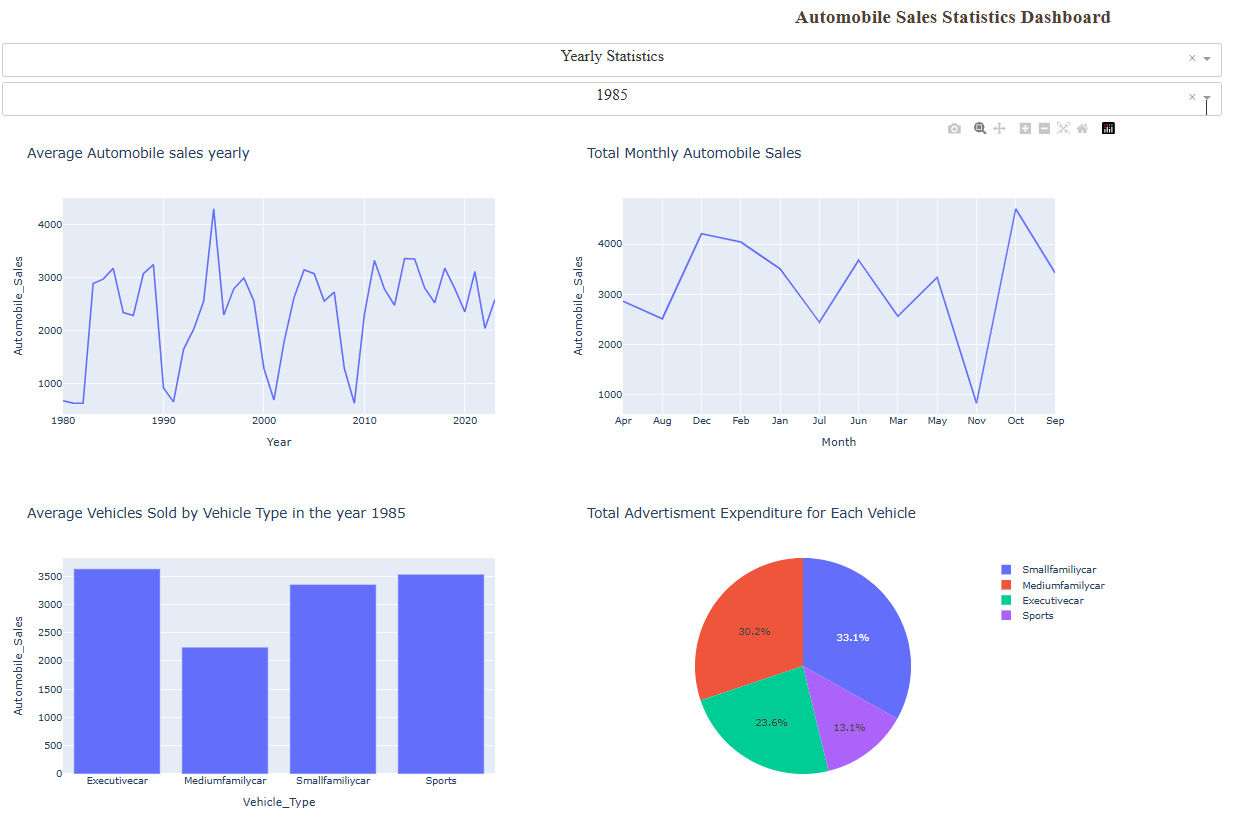 Automobile Sales Statistics Dashboard
Yearly Statistics
1985
Average Automobile sales yearly
4000
3000
2000
1000
Automobile_Sales
1980 1990 2000 2010 2020
Year
Total Monthly Automobile Sales
4000
3000
2000
1000
Automobile_Sales
Apr Aug Dec Feb Jan Jul Jun Mar May Nov Oct Sep
Month
Average Vehicles Sold by Vehicle Type in the year 1985
3500
3000
2500
2000
1500
1000
500
0
Automobile_Sales
Executivecar Mediumfamilycar Smallfamiliycar Sports
Vehicle_Type
Total Advertisment Expenditure for Each Vehicle
30.2%
33.1%
23.6%
13.1%
Smallfamiliycar
Mediumfamilycar
Executivecar
Sports